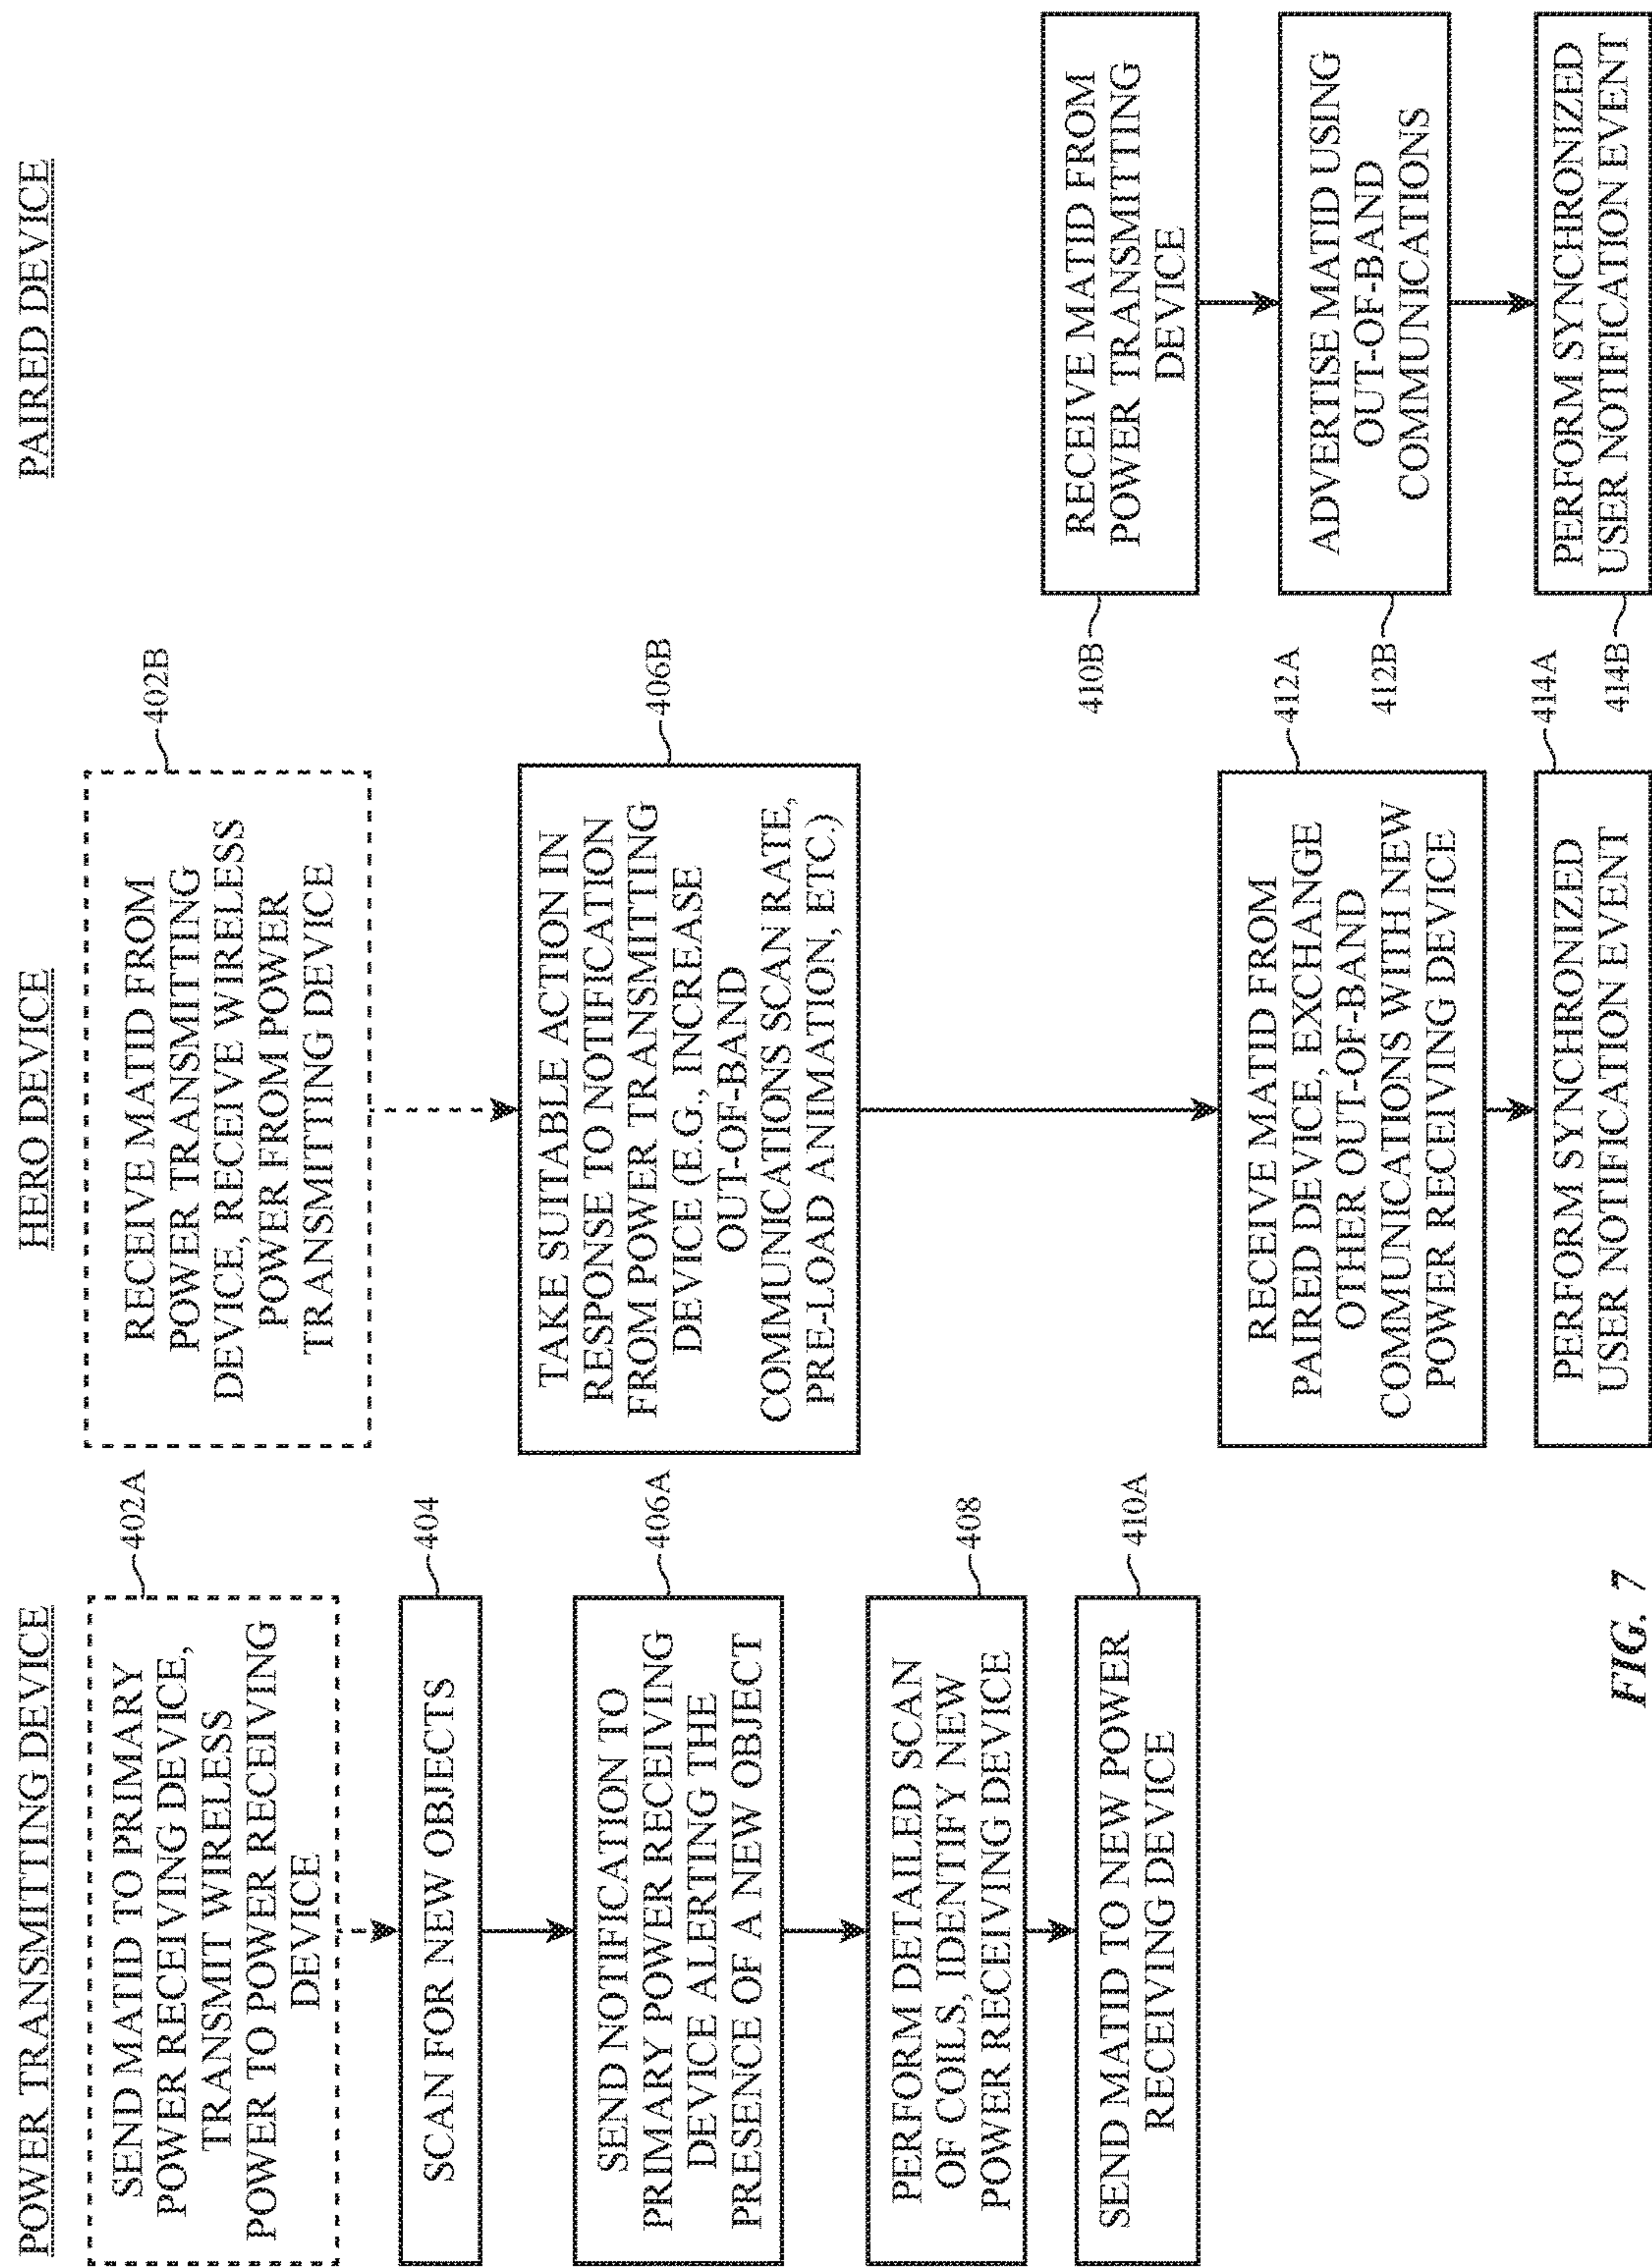 POWER TRANSMITTING DEVICE
SEND MATID TO PRIMARY
POWER RECEIVING DEVICE,
TRANSMIT WIRELESS
POWER TO POWER RECEIVING
DEVICE
402A
SCAN FOR NEW OBJECTS
404
SEND NOTIFICATION TO
PRIMARY POWER RECEIVING
DEVICE ALERTING THE
PRESENCE OF A NEW OBJECT
406A
PERFORM DETAILED SCAN
OF COILS, IDENTIFY NEW
POWER RECEIVING DEVICE
408
SEND MATID TO NEW POWER
RECEIVING DEVICE
410A
HERO DEVICE
RECEIVE MATID FROM
POWER TRANSMITTING
DEVICE, RECEIVE WIRELESS
POWER FROM POWER
TRANSMITTING DEVICE
402B
TAKE SUITABLE ACTION IN
RESPONSE TO NOTIFICATION
FROM POWER TRANSMITTING
DEVICE (E.G., INCREASE
OUT-OF-BAND
COMMUNICATIONS SCAN RATE,
PRE-LOAD ANIMATION, ETC.)
406B
RECEIVE MATID FROM
PAIRED DEVICE, EXCHANGE
OTHER OUT-OF-BAND
COMMUNICATIONS WITH NEW
POWER RECEIVING DEVICE
412A
PERFORM SYNCHRONIZED
USER NOTIFICATION EVENT
414A
PAIRED DEVICE
RECEIVE MATID FROM
POWER TRANSMITTING
DEVICE
410B
ADVERTISE MATID USING
OUT-OF-BAND
COMMUNICATIONS
412B
PERFORM SYNCHRONIZED
USER NOTIFICATION EVENT
414B
FIG. 7